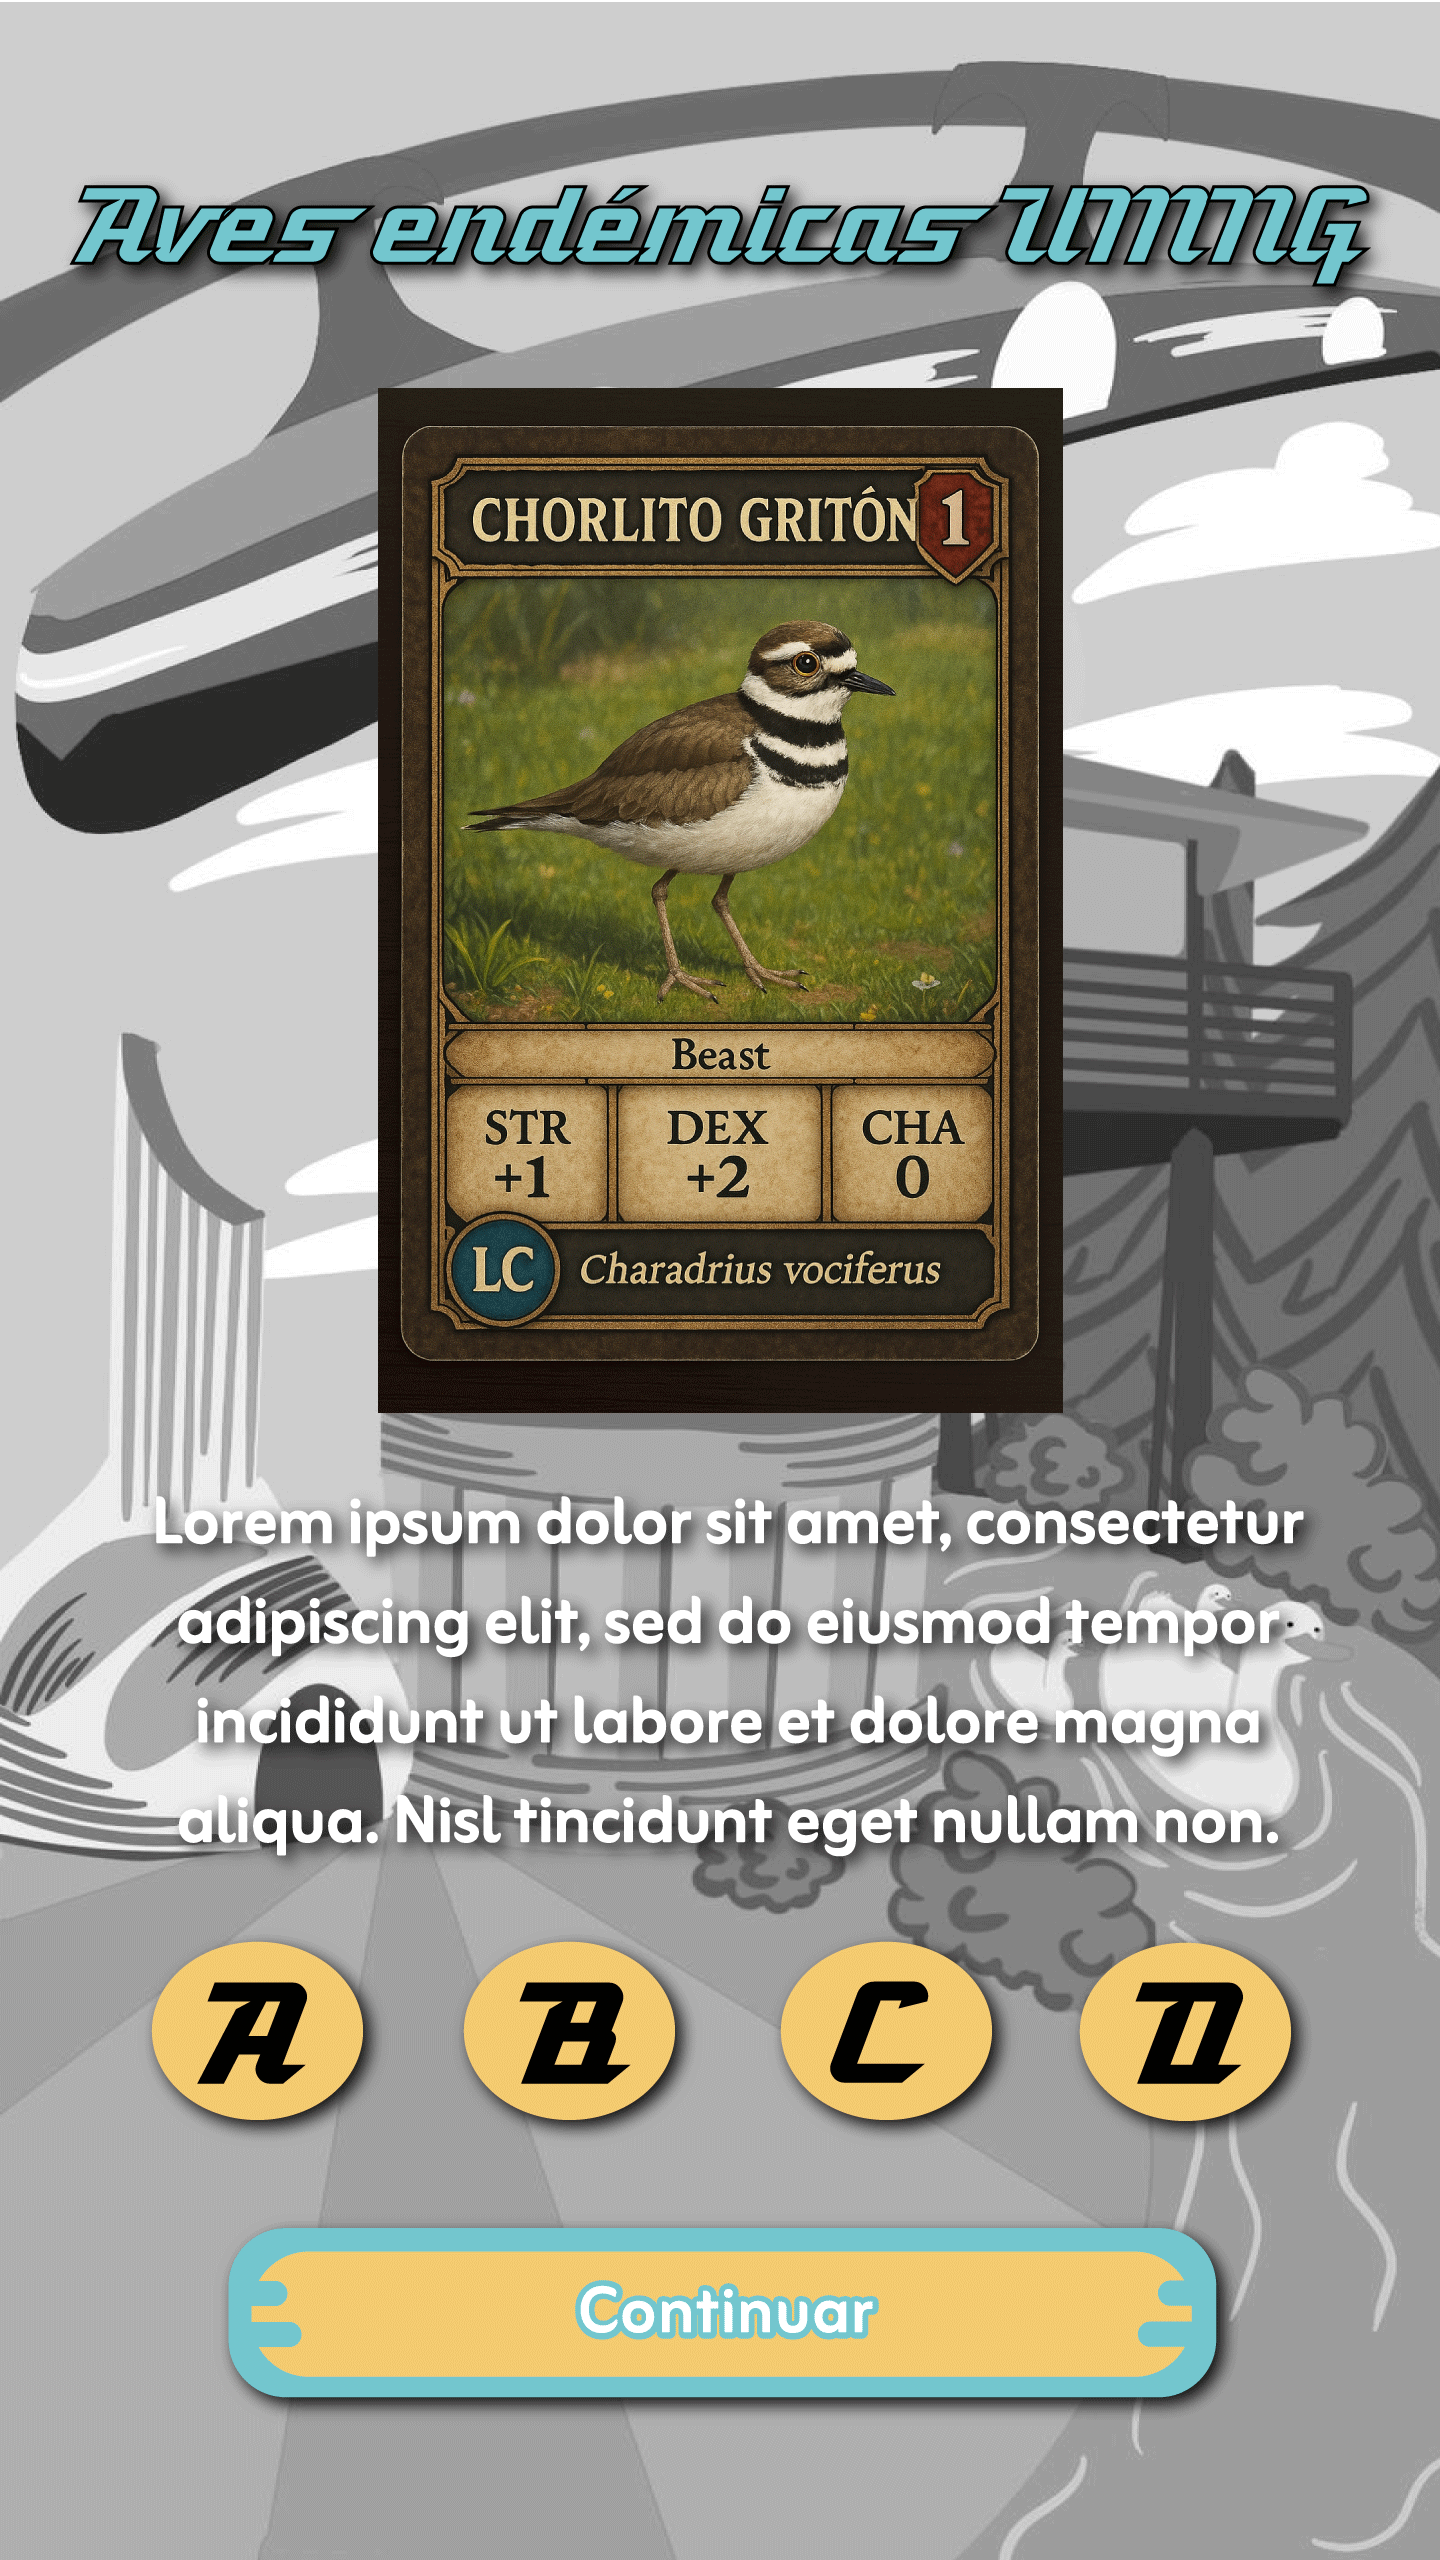 Aves endémicas UMNG
CHORLITO GRITÓN 1
Beast
STR DEX CHA
+1 +2 0
LC Charadrius vociferus
Lorem ipsum dolor sit amet, consectetur
adipiscing elit, sed do eiusmod tempor
incididunt ut labore et dolore magna
aliqua. Nisl tincidunt eget nullam non.
A B C D
Continuar